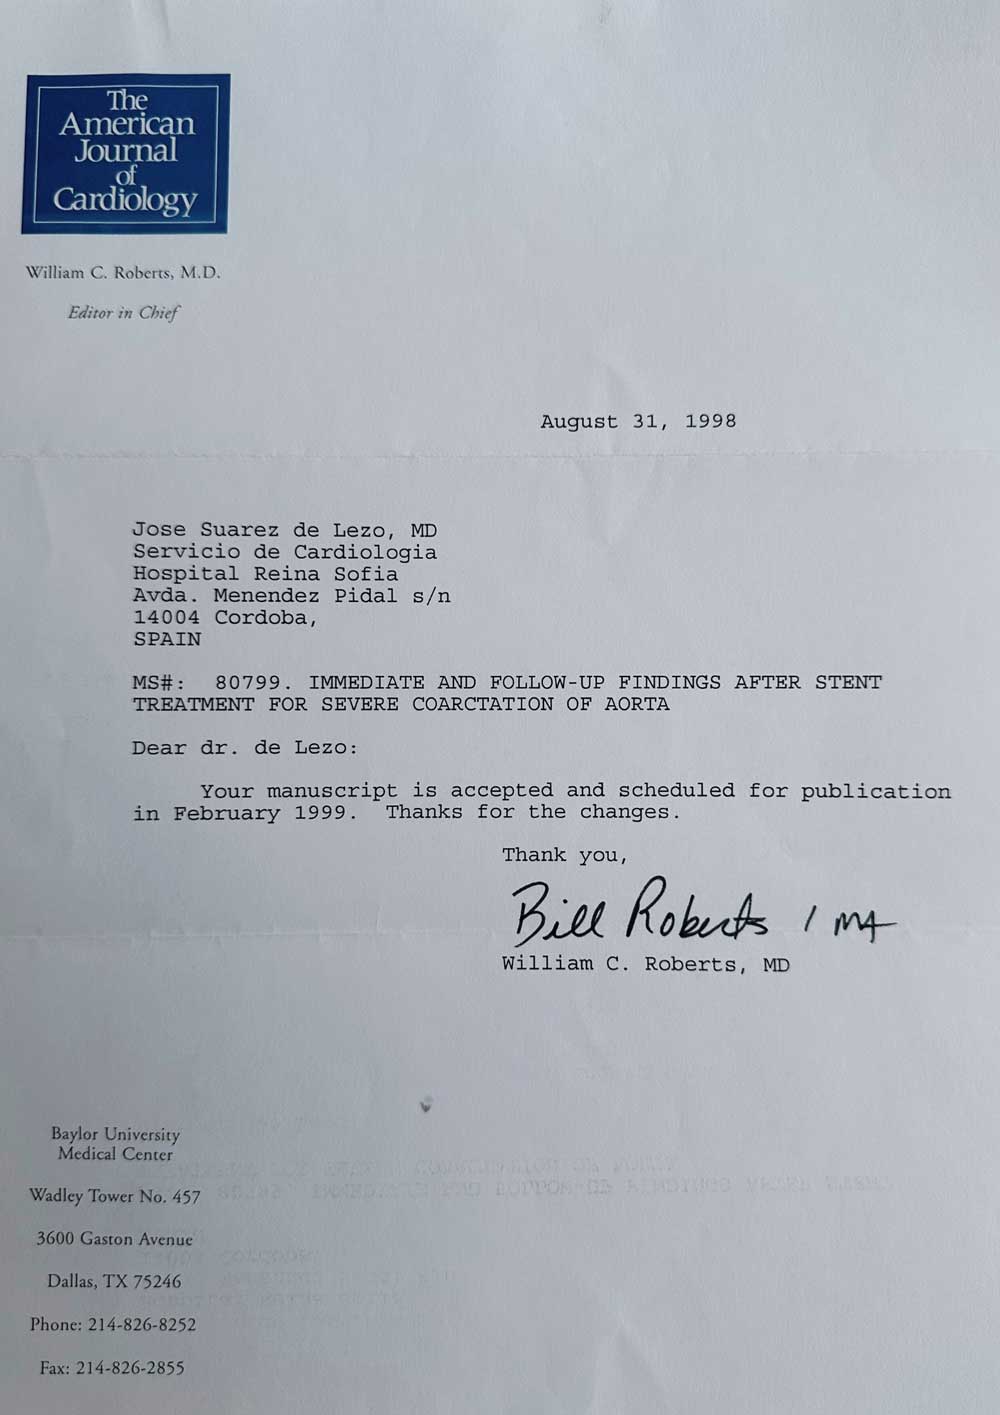 The
American
Journal
of
Cardiology
William C. Roberts, M.D.
Editor in Chief
August 31, 1998
Jose Suarez de Lezo, MD
Servicio de Cardiologia
Hospital Reina Sofia
Avda. Menendez Pidal s/n
14004 Cordoba,
SPAIN
MS#: 80799. IMMEDIATE AND FOLLOW-UP FINDINGS AFTER STENT
TREATMENT FOR SEVERE COARCTATION OF AORTA
Dear dr. de Lezo:
Your manuscript is accepted and scheduled for publication
in February 1999. Thanks for the changes.
Thank you,
Bill Roberts / MA
William C. Roberts, MD
Baylor University
Medical Center
Wadley Tower No. 457
3600 Gaston Avenue
Dallas, TX 75246
Phone: 214-826-8252
Fax: 214-826-2855